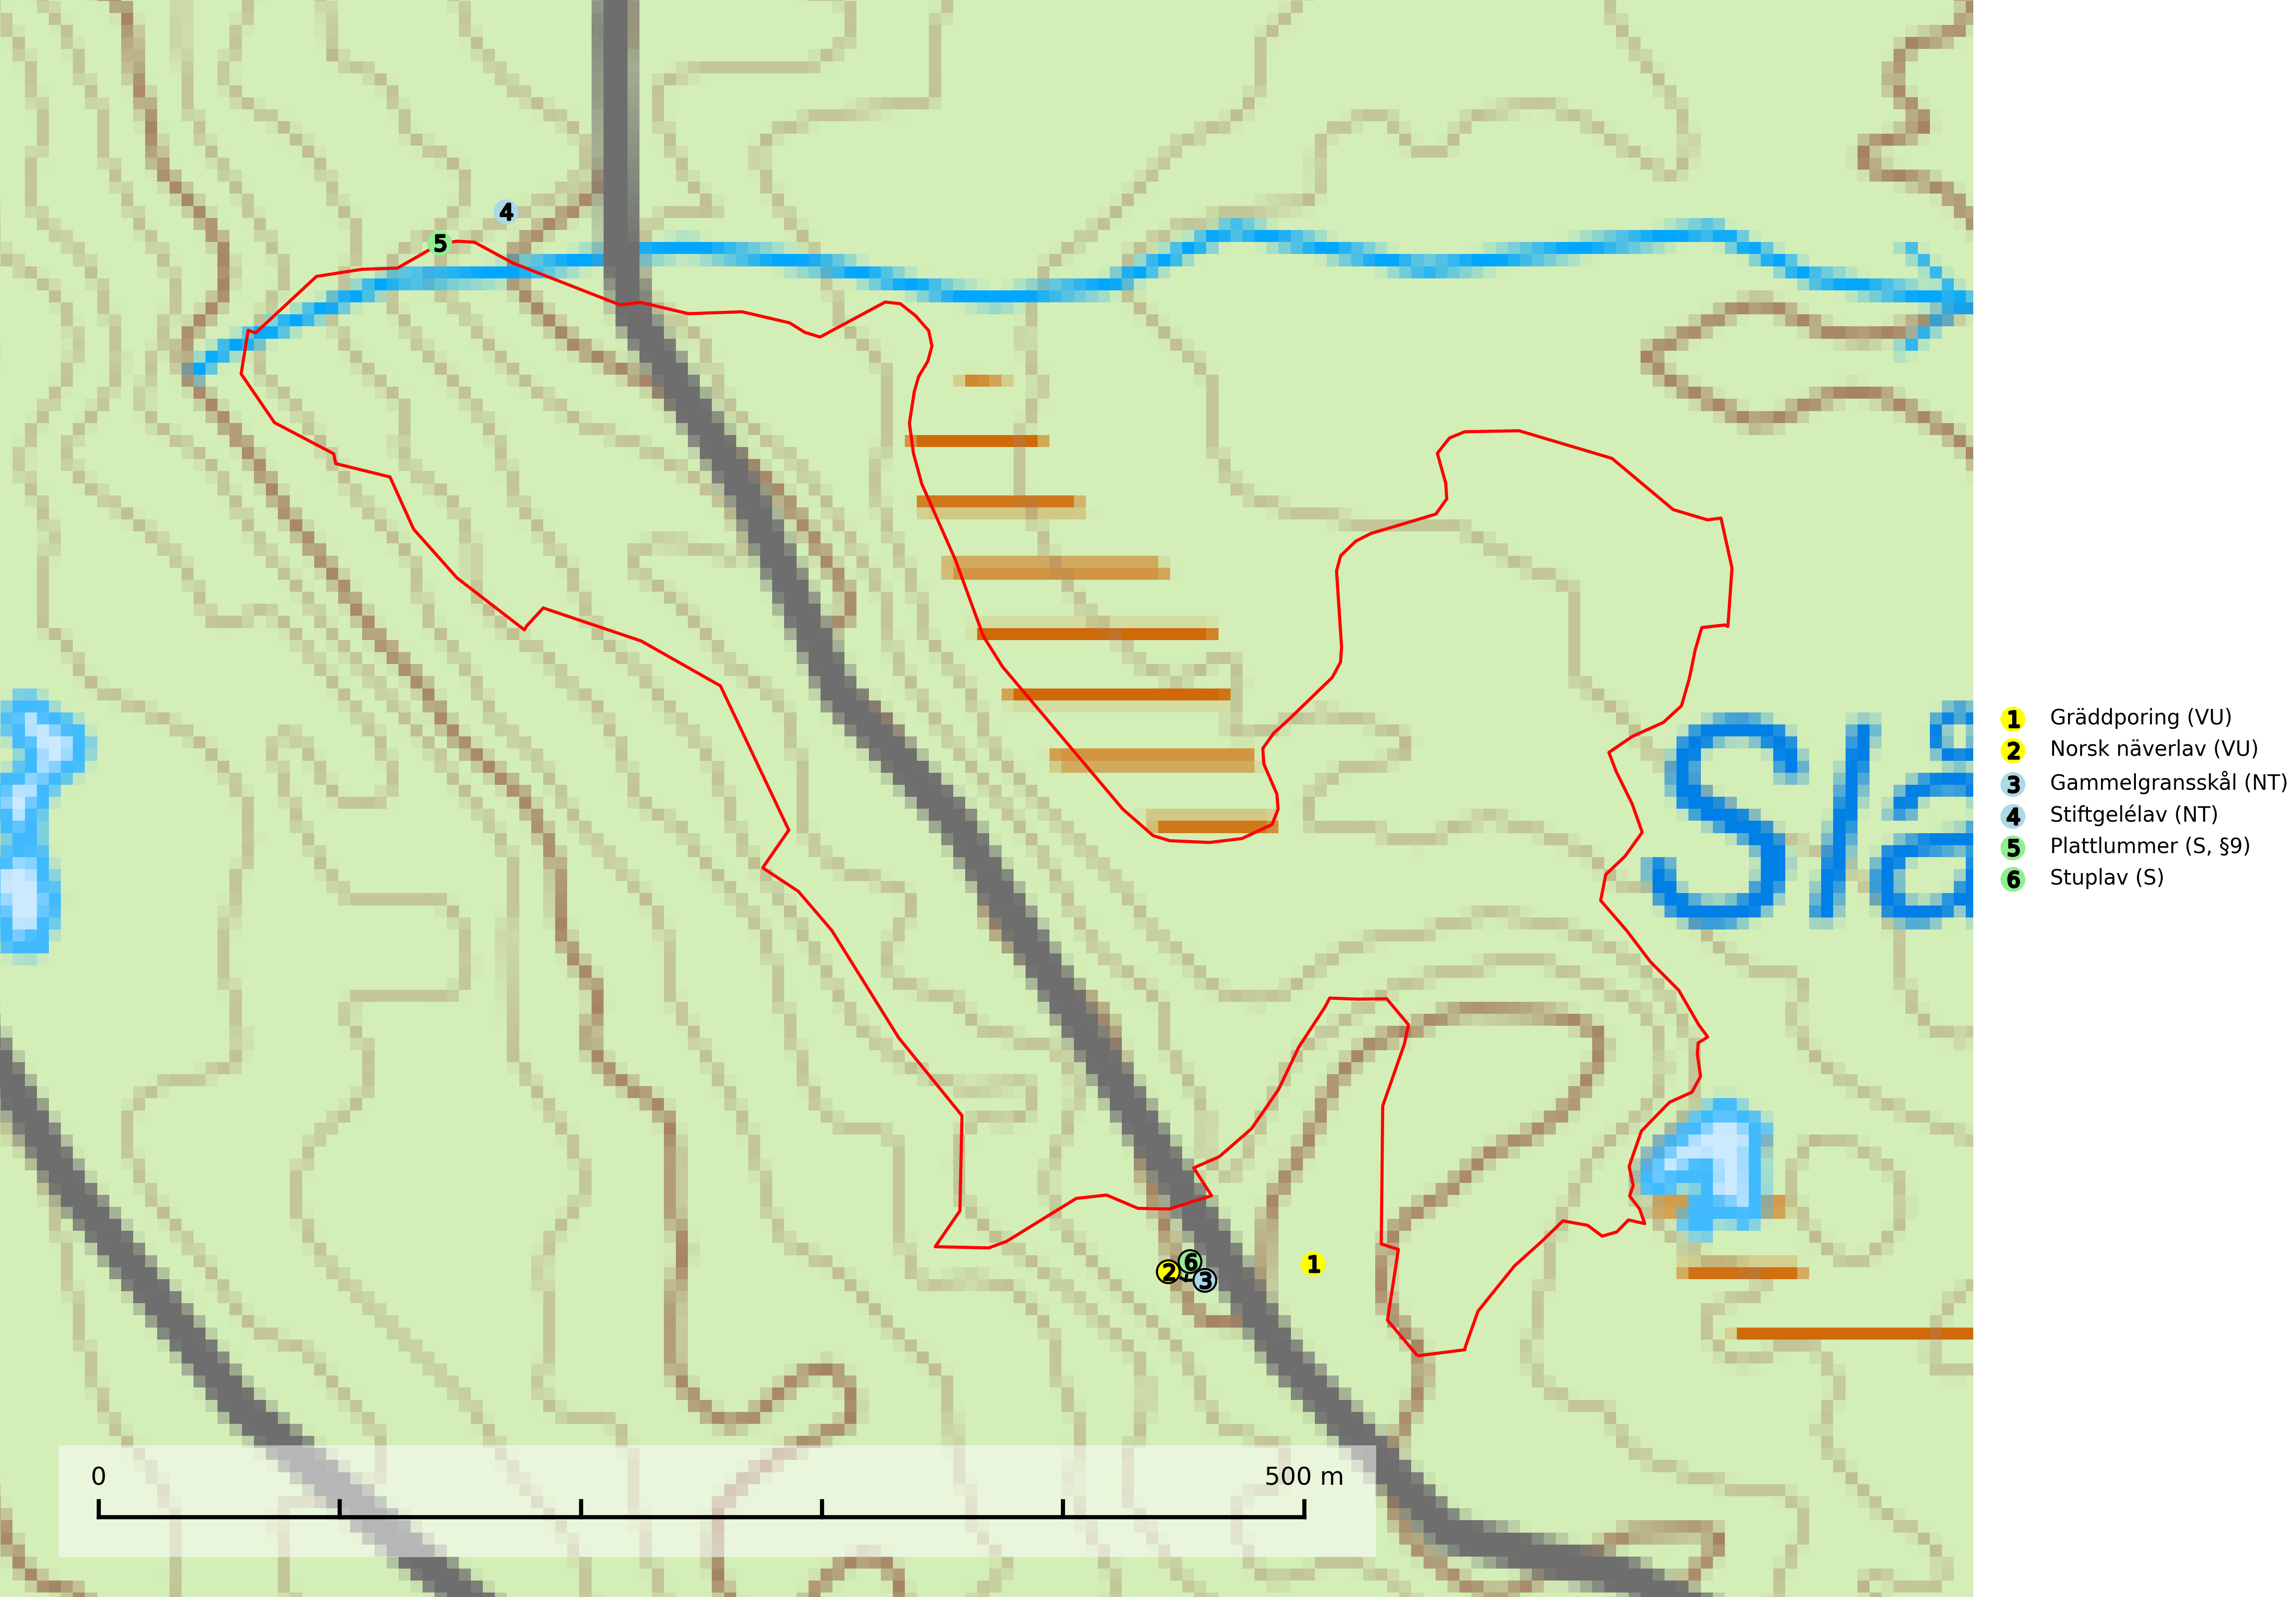 4
5
Slå
1
2
6
3
0 500 m
1 Gräddporing (VU)
2 Norsk näverlav (VU)
3 Gammelgransskål (NT)
4 Stiftgelélav (NT)
5 Plattlummer (S, §9)
6 Stuplav (S)